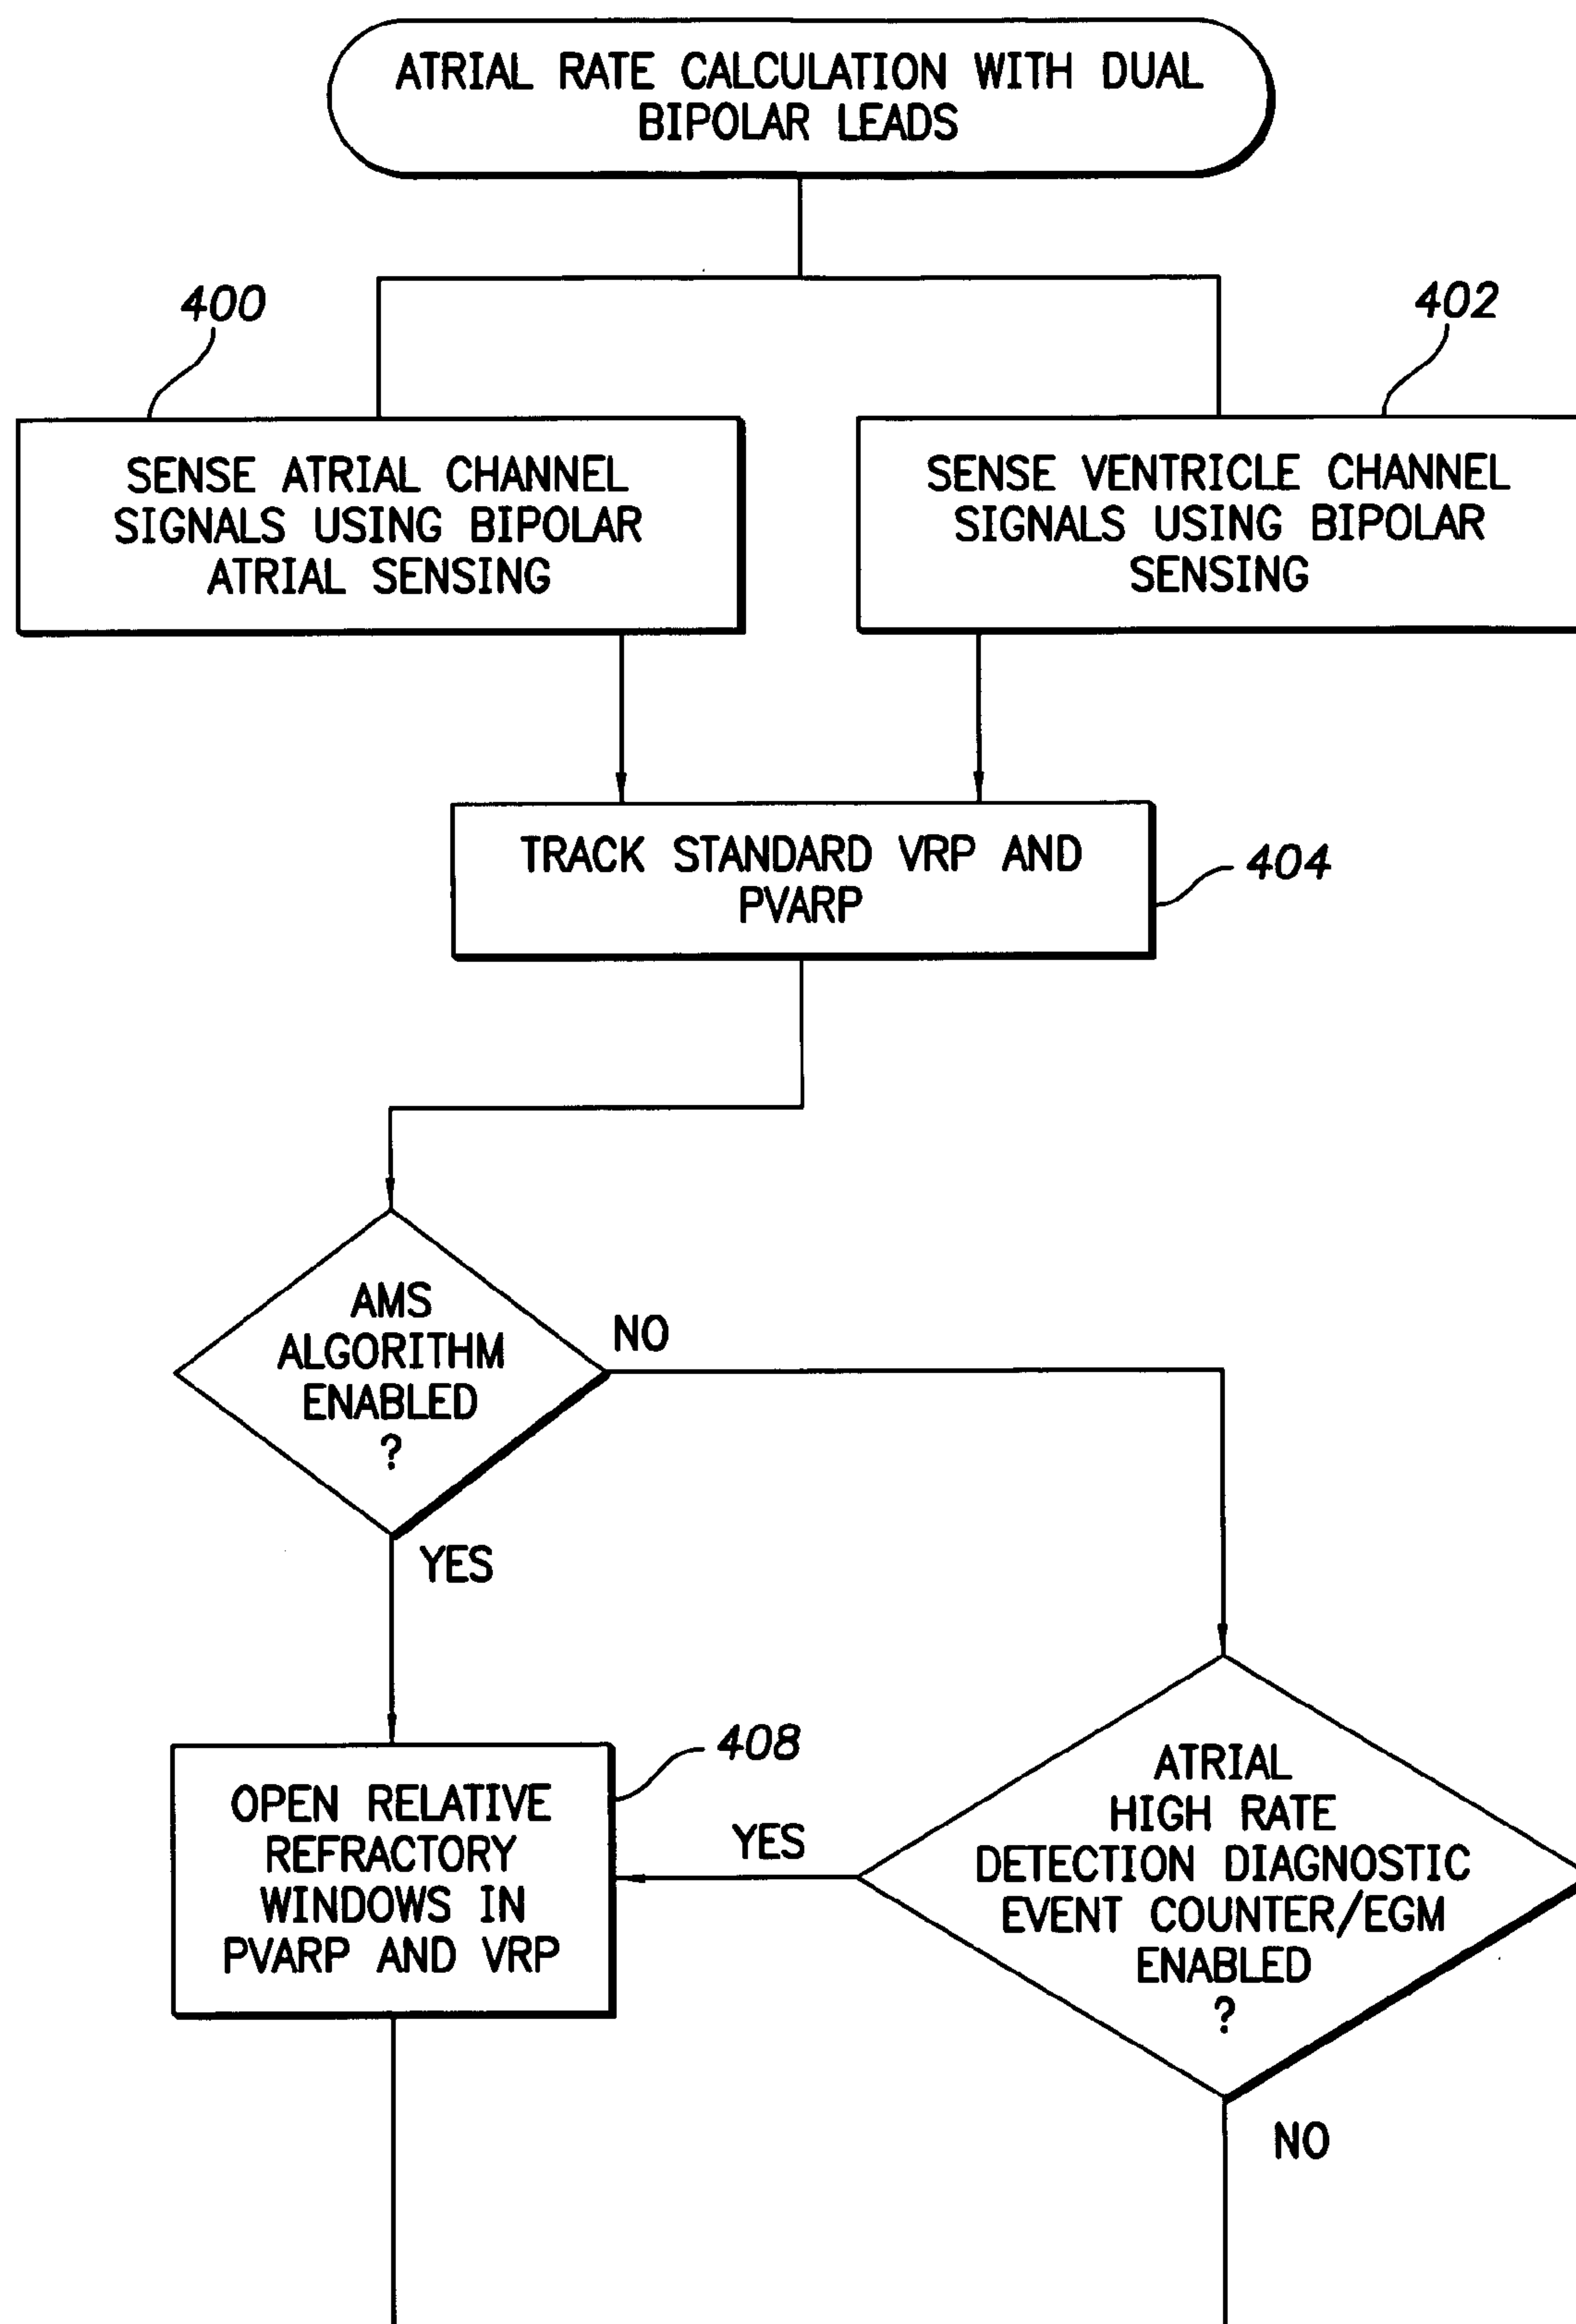 ATRIAL RATE CALCULATION WITH DUAL
BIPOLAR LEADS
400
402
SENSE ATRIAL CHANNEL
SIGNALS USING BIPOLAR
ATRIAL SENSING
SENSE VENTRICLE CHANNEL
SIGNALS USING BIPOLAR
SENSING
TRACK STANDARD VRP AND
PVARP
404
AMS
ALGORITHM
ENABLED
?
NO
YES
408
OPEN RELATIVE
REFRACTORY
WINDOWS IN
PVARP AND VRP
YES
ATRIAL
HIGH RATE
DETECTION DIAGNOSTIC
EVENT COUNTER/EGM
ENABLED
?
NO